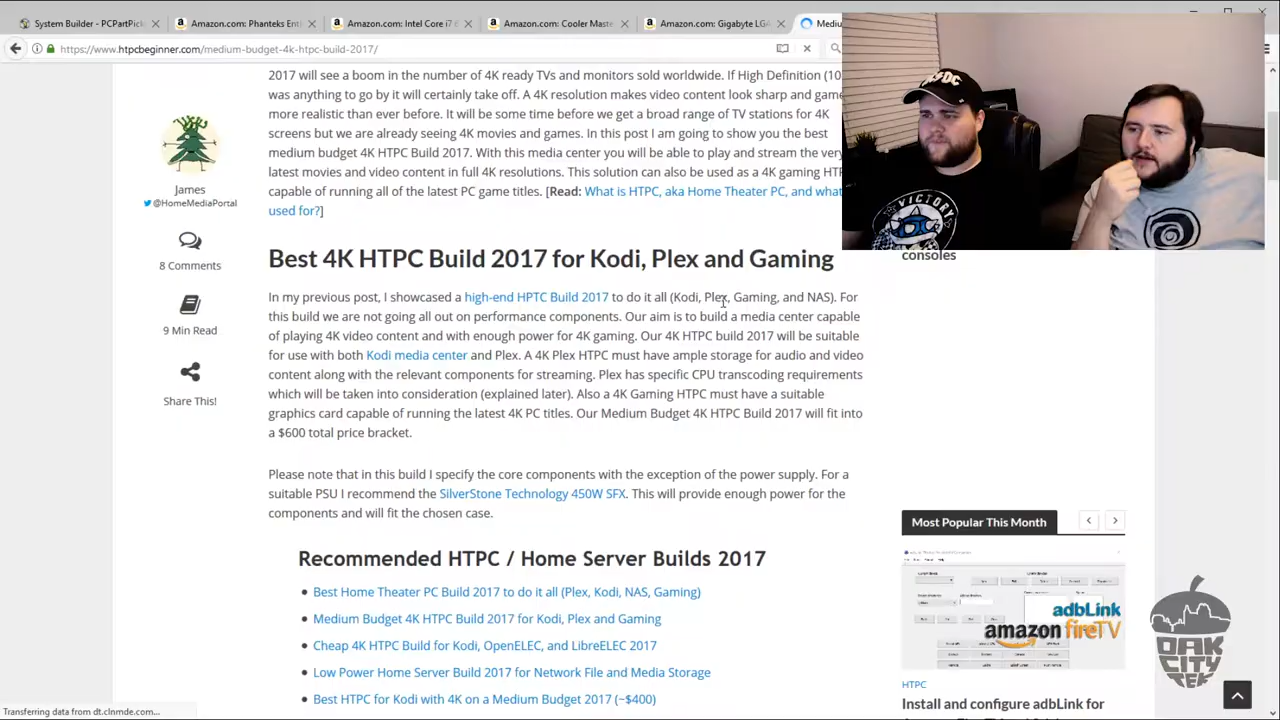 System Builder - PCPartPick
Amazon.com: Phanteks Ent
Amazon.com: Intel Core i7 6
Amazon.com: Cooler Maste
Amazon.com: Gigabyte LGA
Mediu
https://www.htpcbeginner.com/medium-budget-4k-htpc-build-2017/
2017 will see a boom in the number of 4K ready TVs and monitors sold worldwide. If High Definition (10
was anything to go by it will certainly take off. A 4K resolution makes video content look sharp and game
more realistic than ever before. It will be some time before we get a broad range of TV stations for 4K
screens but we are already seeing 4K movies and games. In this post I am going to show you the best
medium budget 4K HTPC Build 2017. With this media center you will be able to play and stream the very
latest movies and video content in full 4K resolutions. This solution can also be used as a 4K gaming HT
capable of running all of the latest PC game titles. [Read: What is HTPC, aka Home Theater PC, and what
used for?]
James
@HomeMediaPortal
8 Comments
9 Min Read
Share This!
Best 4K HTPC Build 2017 for Kodi, Plex and Gaming
In my previous post, I showcased a high-end HPTC Build 2017 to do it all (Kodi, Plex, Gaming, and NAS). For
this build we are not going all out on performance components. Our aim is to build a media center capable
of playing 4K video content and with enough power for 4K gaming. Our 4K HTPC build 2017 will be suitable
for use with both Kodi media center and Plex. A 4K Plex HTPC must have ample storage for audio and video
content along with the relevant components for streaming. Plex has specific CPU transcoding requirements
which will be taken into consideration (explained later). Also a 4K Gaming HTPC must have a suitable
graphics card capable of running the latest 4K PC titles. Our Medium Budget 4K HTPC Build 2017 will fit into
a $600 total price bracket.
Please note that in this build I specify the core components with the exception of the power supply. For a
suitable PSU I recommend the SilverStone Technology 450W SFX. This will provide enough power for the
components and will fit the chosen case.
Recommended HTPC / Home Server Builds 2017
Best Home Theater PC Build 2017 to do it all (Plex, Kodi, NAS, Gaming)
Medium Budget 4K HTPC Build 2017 for Kodi, Plex and Gaming
Cheap 4K HTPC Build for Kodi, OpenELEC, and LibreELEC 2017
Home Server Build 2017 for Network File and Media Storage
Best HTPC for Kodi with 4K on a Medium Budget 2017 (~$400)
VICTORY
consoles
Most Popular This Month
adbLink
amazon fireTV
HTPC
Install and configure adbLink for
OAK
CITY
TEK
Transferring data from dt.clnmde.com...